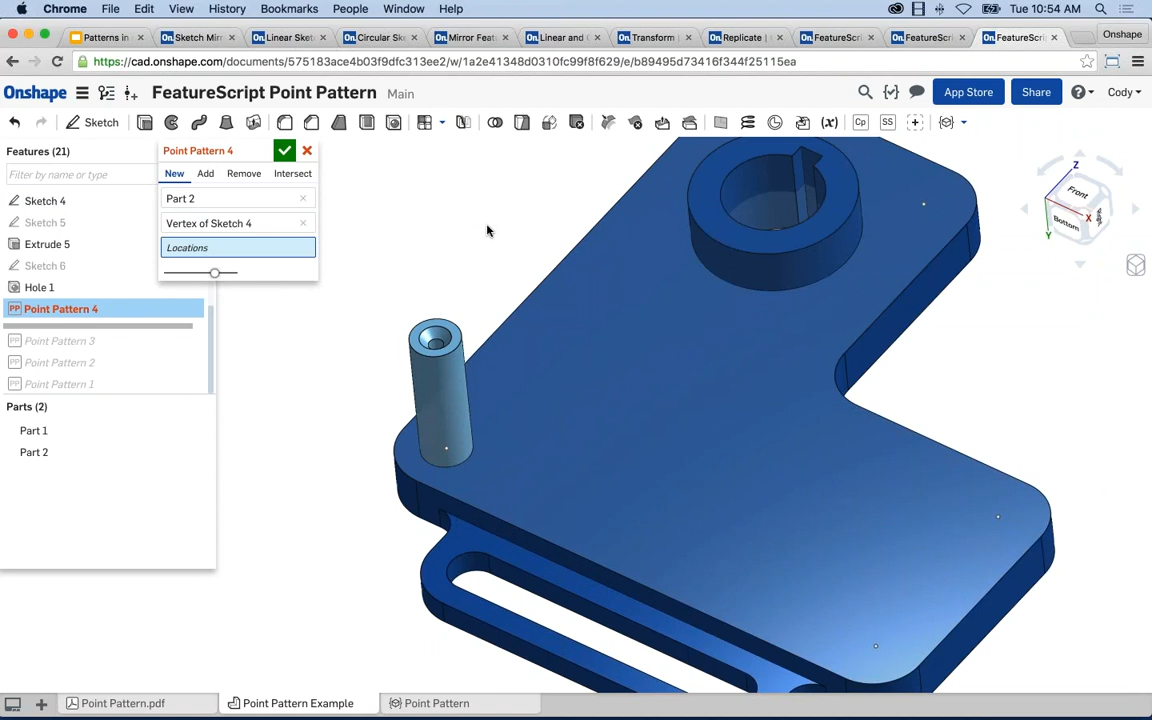 Chrome File Edit View History Bookmarks People Window Help Tue 10:54 AM
Patterns in Sketch Mirr Linear Sket Circular Sk Mirror Feat Linear and C Transform Replicate FeatureScri FeatureScri FeatureScri Onshape
https://cad.onshape.com/documents/575183ace4b03f9dfc313ee2/w/1a2e41348d0310fc99f8f629/e/b89495d73416f344f25115ea
Onshape FeatureScript Point Pattern Main App Store Share Cody
Sketch (x) Cp SS
Features (21)
Filter by name or type
Sketch 4
Sketch 5
Extrude 5
Sketch 6
Hole 1
Point Pattern 4
Point Pattern 3
Point Pattern 2
Point Pattern 1
Parts (2)
Part 1
Part 2
Point Pattern 4
New Add Remove Intersect
Part 2
Vertex of Sketch 4
Locations
Z
Front
X
Bottom
Y
Point Pattern.pdf Point Pattern Example Point Pattern